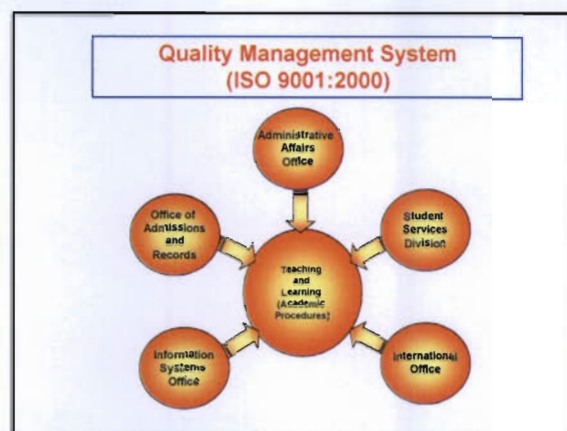 Quality Management System
(ISO 9001:2000)
Administrative
Affairs
Office
Office of
Admissions
and
Records
Student
Services
Division
Teaching
and
Learning
(Academic
Procedures)
Information
Systems
Office
International
Office